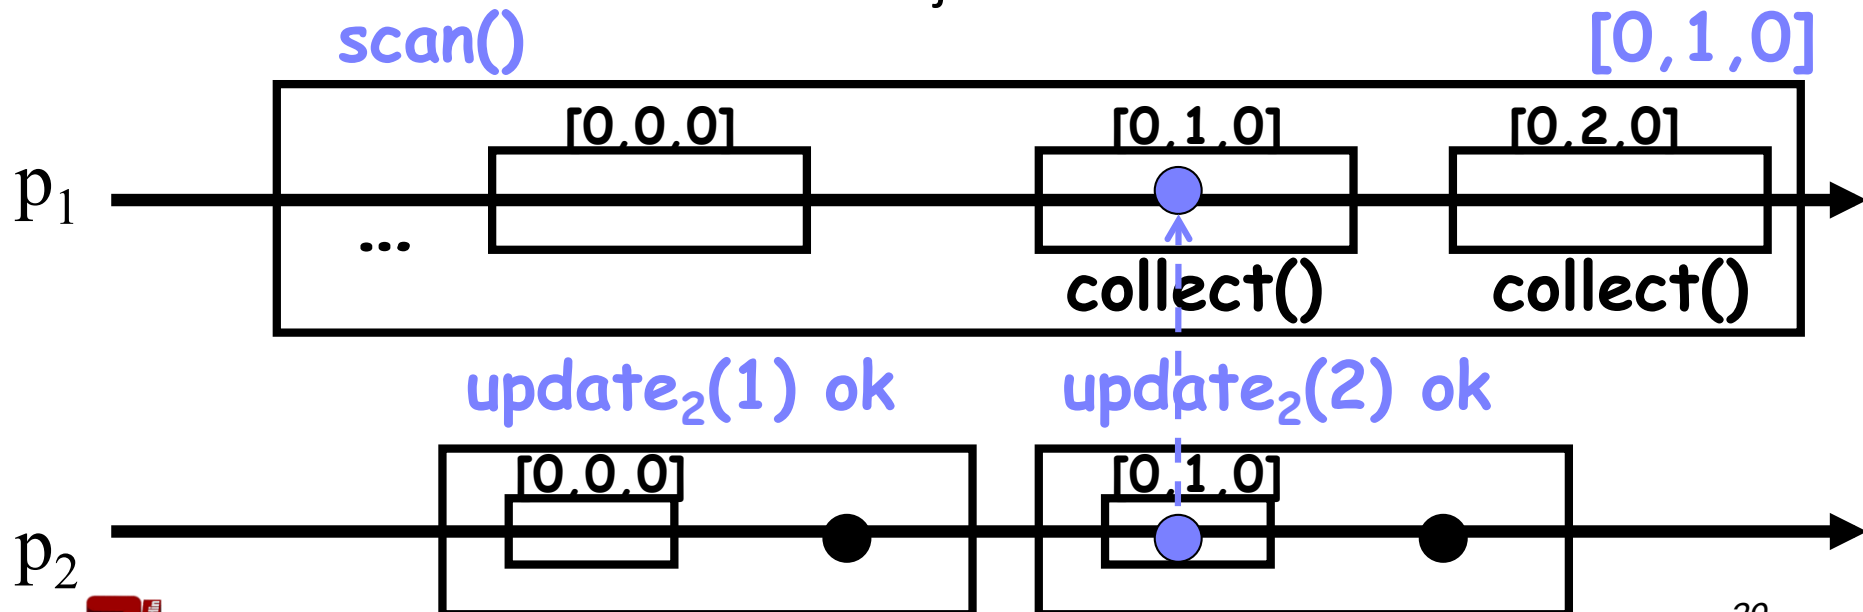 scan() [0,1,0]
[0,0,0] [0,1,0] [0,2,0]
p₁
...
collect() collect()
update₂(1) ok update₂(2) ok
[0,0,0] [0,1,0]
p₂